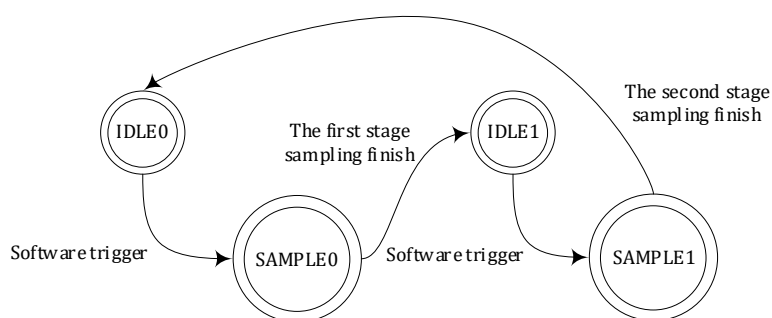 The second stage
sampling finish
IDLE0
The first stage
sampling finish
IDLE1
Software trigger
SAMPLE0
Software trigger
SAMPLE1